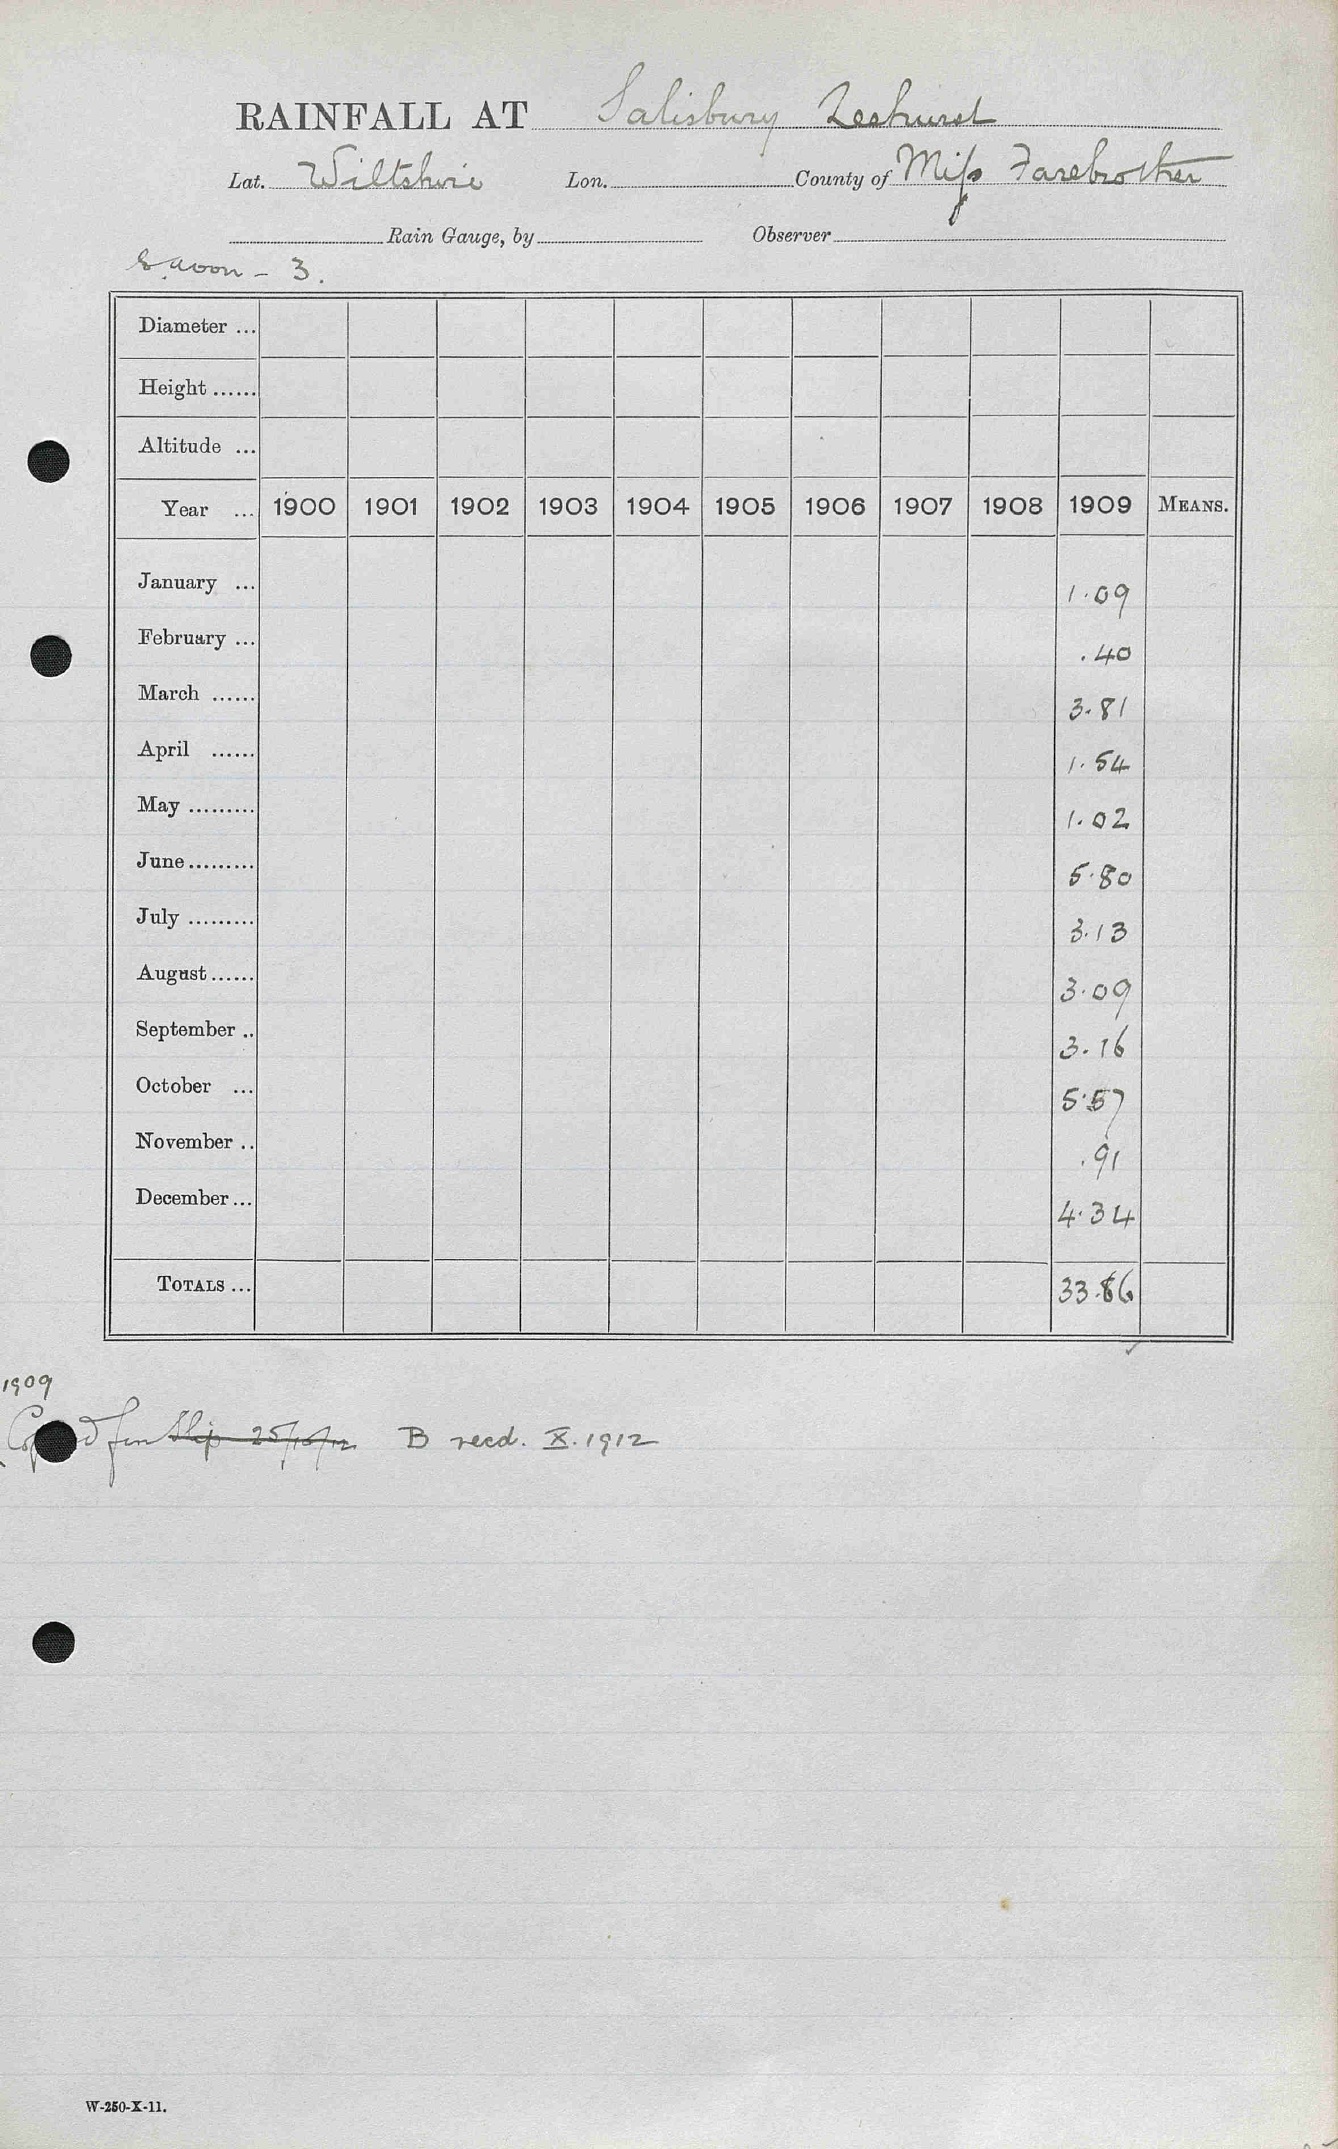 RAINFALL AT Salisbury Leehurst
Lat. Wiltshire Lon. County of Miss Farebrother
Rain Gauge, by Observer
E. Avon - 3.
Diameter ...
Height ......
Altitude ...
Year ... 1900 1901 1902 1903 1904 1905 1906 1907 1908 1909 MEANS.
January ... 1.09
February ... .40
March ...... 3.81
April ...... 1.54
May ......... 1.02
June ......... 5.80
July ......... 3.13
August ...... 3.09
September .. 3.16
October ... 5.57
November .. .91
December ... 4.34
TOTALS ... 33.86
1909
Copied from Slip 25/10/12 B recd. X.1912
W-250-X-11.